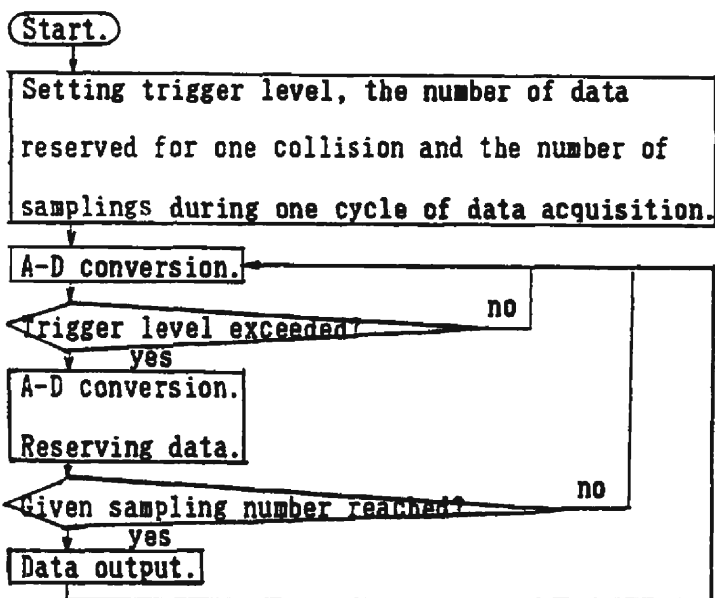 Start.
Setting trigger level, the number of data
reserved for one collision and the number of
samplings during one cycle of data acquisition.
A-D conversion.
no
Trigger level exceeded?
yes
A-D conversion.
Reserving data.
no
Given sampling number reached?
yes
Data output.